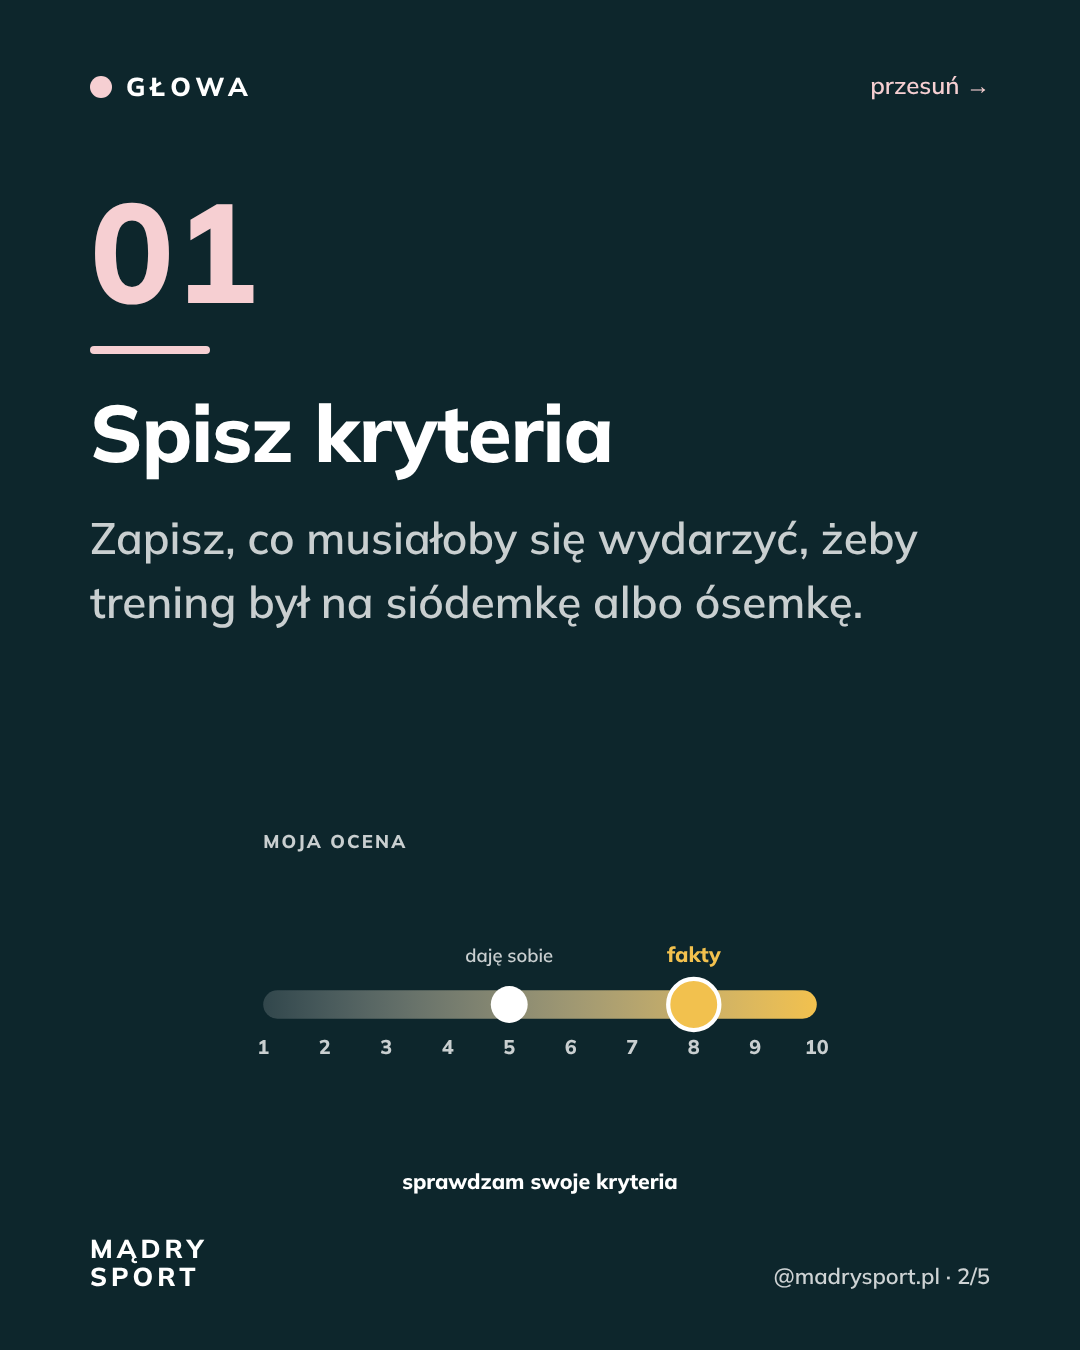 GŁOWA
przesuń →
01
Spisz kryteria
Zapisz, co musiałoby się wydarzyć, żeby
trening był na siódemkę albo ósemkę.
MOJA OCENA
daję sobie
fakty
1 2 3 4 5 6 7 8 9 10
sprawdzam swoje kryteria
MĄDRY
SPORT
@madrysport.pl · 2/5